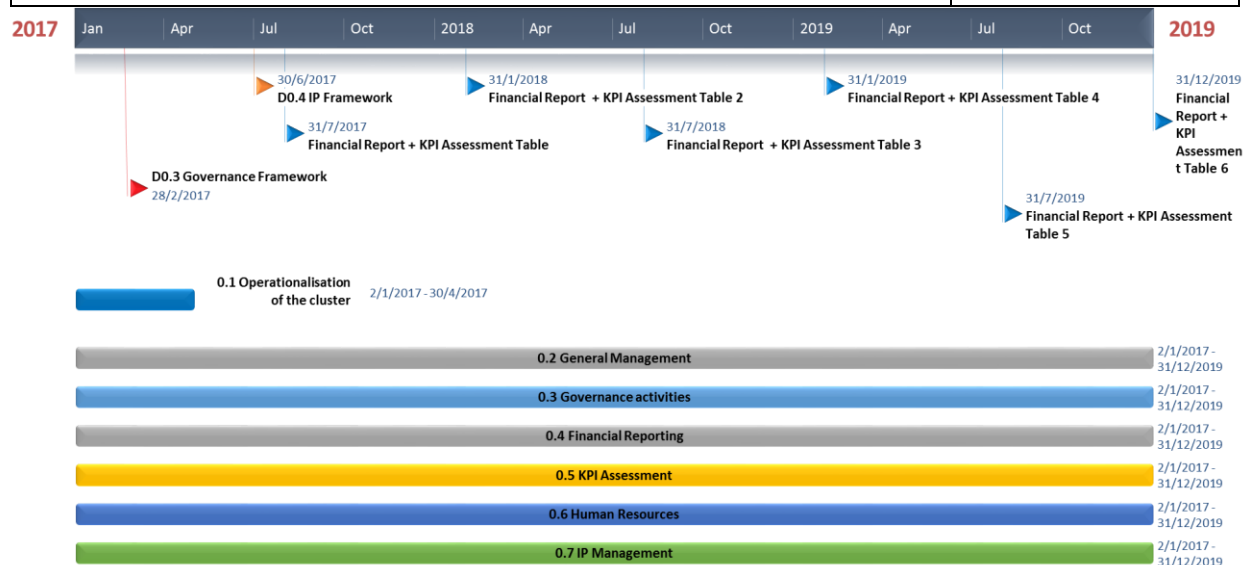 2017
Jan Apr Jul Oct 2018 Apr Jul Oct 2019 Apr Jul Oct
2019
30/6/2017
D0.4 IP Framework
31/7/2017
Financial Report + KPI Assessment Table
31/1/2018
Financial Report + KPI Assessment Table 2
31/7/2018
Financial Report + KPI Assessment Table 3
31/1/2019
Financial Report + KPI Assessment Table 4
31/12/2019
Financial
Report +
KPI
Assessmen
t Table 6
D0.3 Governance Framework
28/2/2017
31/7/2019
Financial Report + KPI Assessment
Table 5
0.1 Operationalisation
of the cluster
2/1/2017 - 30/4/2017
0.2 General Management
2/1/2017 -
31/12/2019
0.3 Governance activities
2/1/2017 -
31/12/2019
0.4 Financial Reporting
2/1/2017 -
31/12/2019
0.5 KPI Assessment
2/1/2017 -
31/12/2019
0.6 Human Resources
2/1/2017 -
31/12/2019
0.7 IP Management
2/1/2017 -
31/12/2019